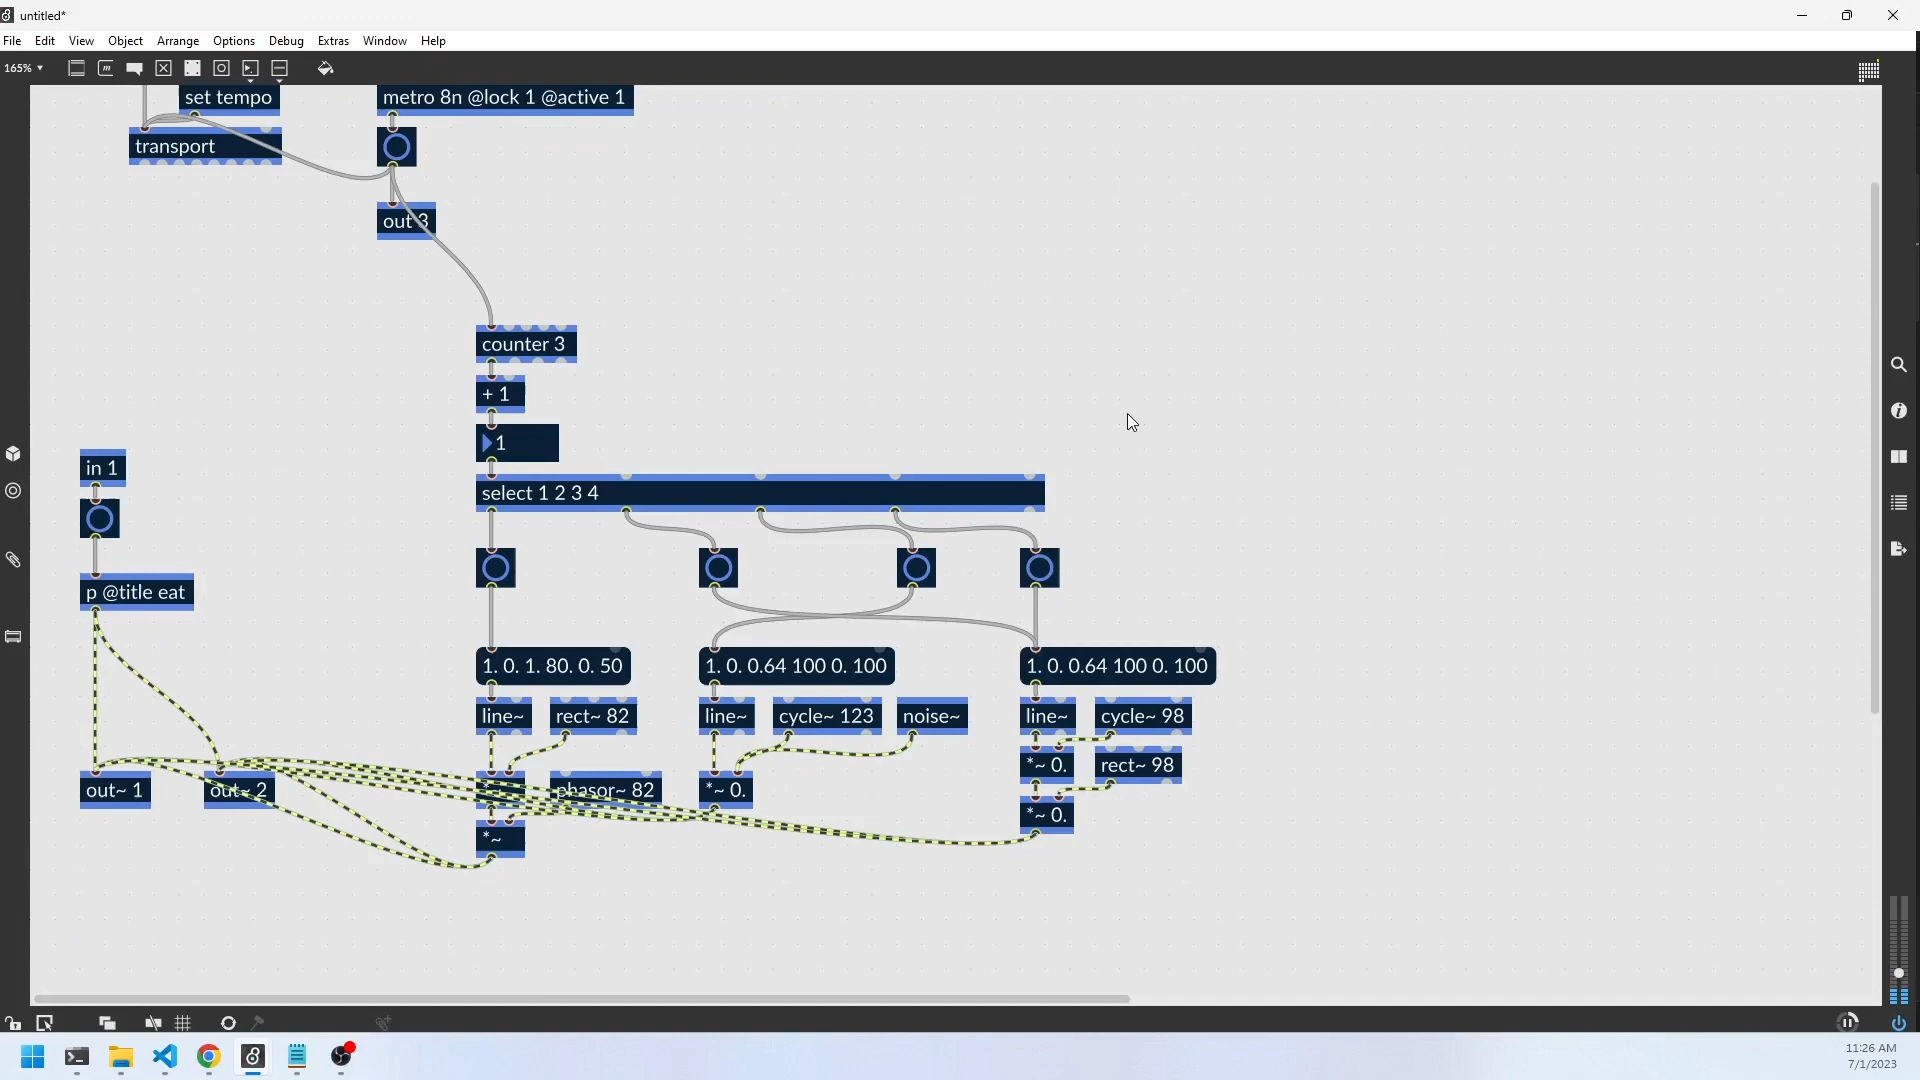 untitled*
File Edit View Object Arrange Options Debug Extras Window Help
165%
set tempo
metro 8n @lock 1 @active 1
transport
out 3
counter 3
+ 1
1
in 1
select 1 2 3 4
p @title eat
1. 0. 1. 80. 0. 50
1. 0. 0.64 100 0. 100
1. 0. 0.64 100 0. 100
line~
rect~ 82
line~
cycle~ 123
noise~
line~
cycle~ 98
*~ 0.
rect~ 98
out~ 1
out~ 2
*~
phasor~ 82
*~ 0.
*~ 0.
*~
11:26 AM
7/1/2023